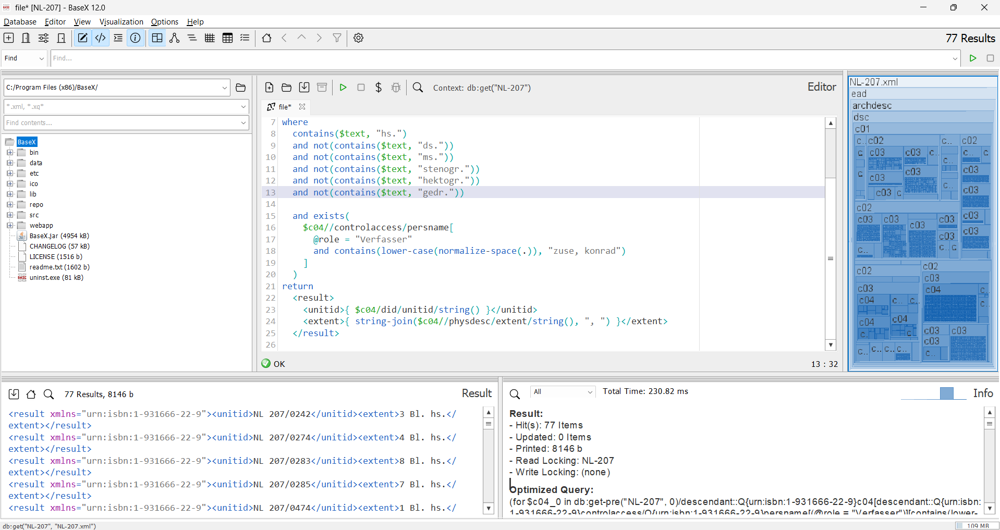 file* [NL-207] - BaseX 12.0
Database Editor View Visualization Options Help
77 Results
Find
Find...
C:/Program Files (x86)/BaseX/
*.xml, *.xq*
Find contents...
BaseX
bin
data
etc
ico
lib
repo
src
webapp
BaseX.jar (4954 kB)
CHANGELOG (57 kB)
LICENSE (1516 b)
readme.txt (1602 b)
uninst.exe (81 kB)
Context: db:get("NL-207")
Editor
file*
7 where
8 contains($text, "hs.")
9 and not(contains($text, "ds."))
10 and not(contains($text, "ms."))
11 and not(contains($text, "stenogr."))
12 and not(contains($text, "hektogr."))
13 and not(contains($text, "gedr."))
14
15 and exists(
16 $c04//controlaccess/persname[
17 @role = "Verfasser"
18 and contains(lower-case(normalize-space(.)), "zuse, konrad")
19 ]
20 )
21 return
22 <result>
23 <unitid>{ $c04/did/unitid/string() }</unitid>
24 <extent>{ string-join($c04//physdesc/extent/string(), ", ") }</extent>
25 </result>
26
OK
13 : 32
NL-207.xml
ead
archdesc
dsc
c01
c.. c02 c.. c02
c c03 c03 c.. c.. c
c.. c03
c c03 c03 c.. c03
c03 c
c02
c03 c03 c03 c03 c03
c03 c03
c.. c.. c
c02 c02
c03 c03
c04 c.. c.. c04 c..
c04 c04 c..
c. c
c03 c03
c03
c.. c.. c.. c.. c..
77 Results, 8146 b
Result
<result xmlns="urn:isbn:1-931666-22-9"><unitid>NL 207/0242</unitid><extent>3 Bl. hs.</
extent></result>
<result xmlns="urn:isbn:1-931666-22-9"><unitid>NL 207/0274</unitid><extent>4 Bl. hs.</
extent></result>
<result xmlns="urn:isbn:1-931666-22-9"><unitid>NL 207/0283</unitid><extent>8 Bl. hs.</
extent></result>
<result xmlns="urn:isbn:1-931666-22-9"><unitid>NL 207/0285</unitid><extent>7 Bl. hs.</
extent></result>
<result xmlns="urn:isbn:1-931666-22-9"><unitid>NL 207/0474</unitid><extent>1 Bl. hs.</
All
Total Time: 230.82 ms
Info
Result:
- Hit(s): 77 Items
- Updated: 0 Items
- Printed: 8146 b
- Read Locking: NL-207
- Write Locking: (none)
Optimized Query:
(for $c04_0 in db:get-pre("NL-207", 0)/descendant::Q{urn:isbn:1-931666-22-9}c04[descendant::Q{urn:isbn:
1-931666-22-9}controlaccess/Q{urn:isbn:1-931666-22-9}persname[(@role = "Verfasser")][contains(lower-
db:get("NL-207", "NL-207.xml")
109 MB